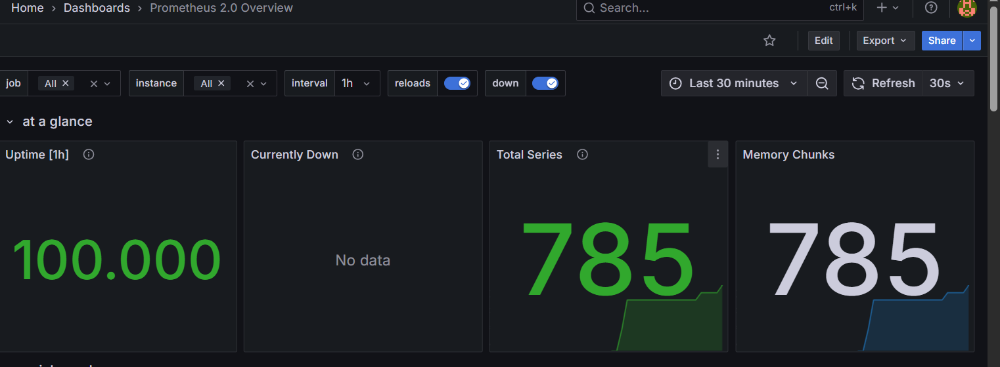 Home › Dashboards › Prometheus 2.0 Overview
Search... ctrl+k
Edit Export Share
job All instance All interval 1h reloads down Last 30 minutes Refresh 30s
at a glance
Uptime [1h] Currently Down Total Series Memory Chunks
100.000 No data 785 785